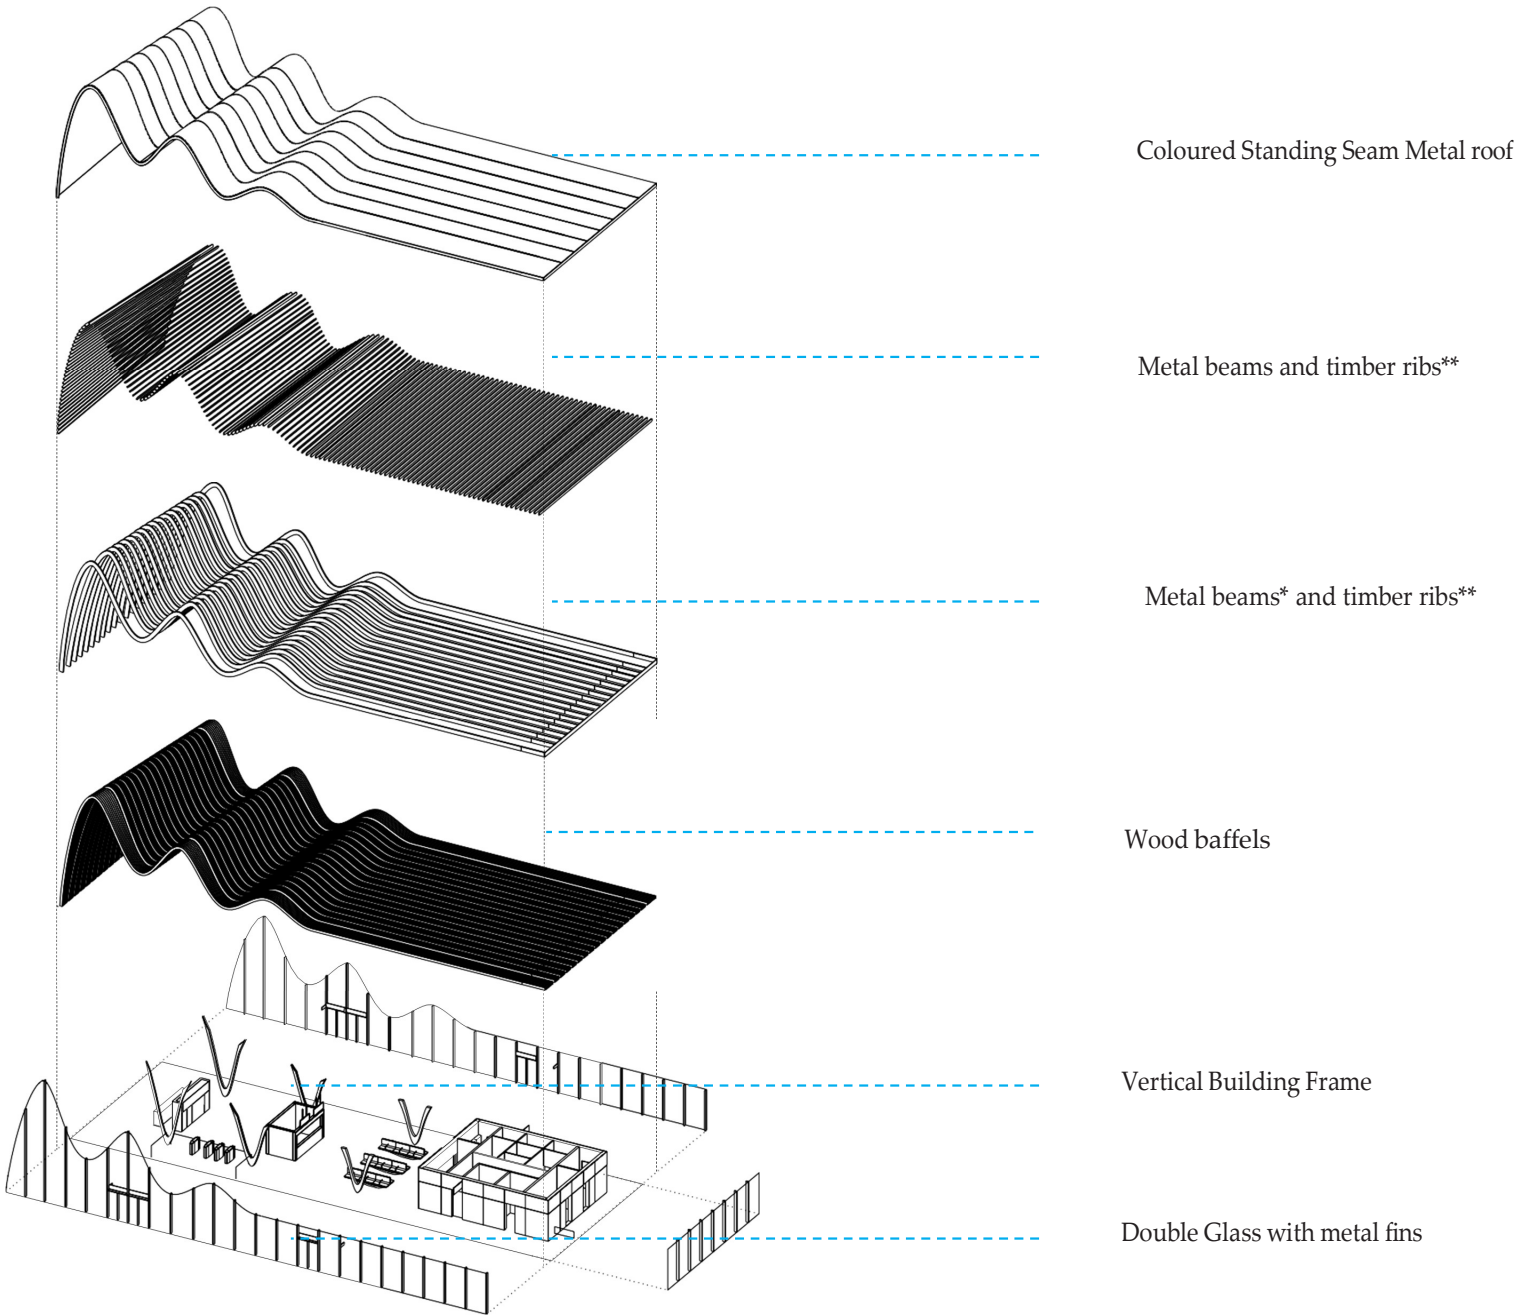 Coloured Standing Seam Metal roof
Metal beams and timber ribs**
Metal beams* and timber ribs**
Wood baffels
Vertical Building Frame
Double Glass with metal fins